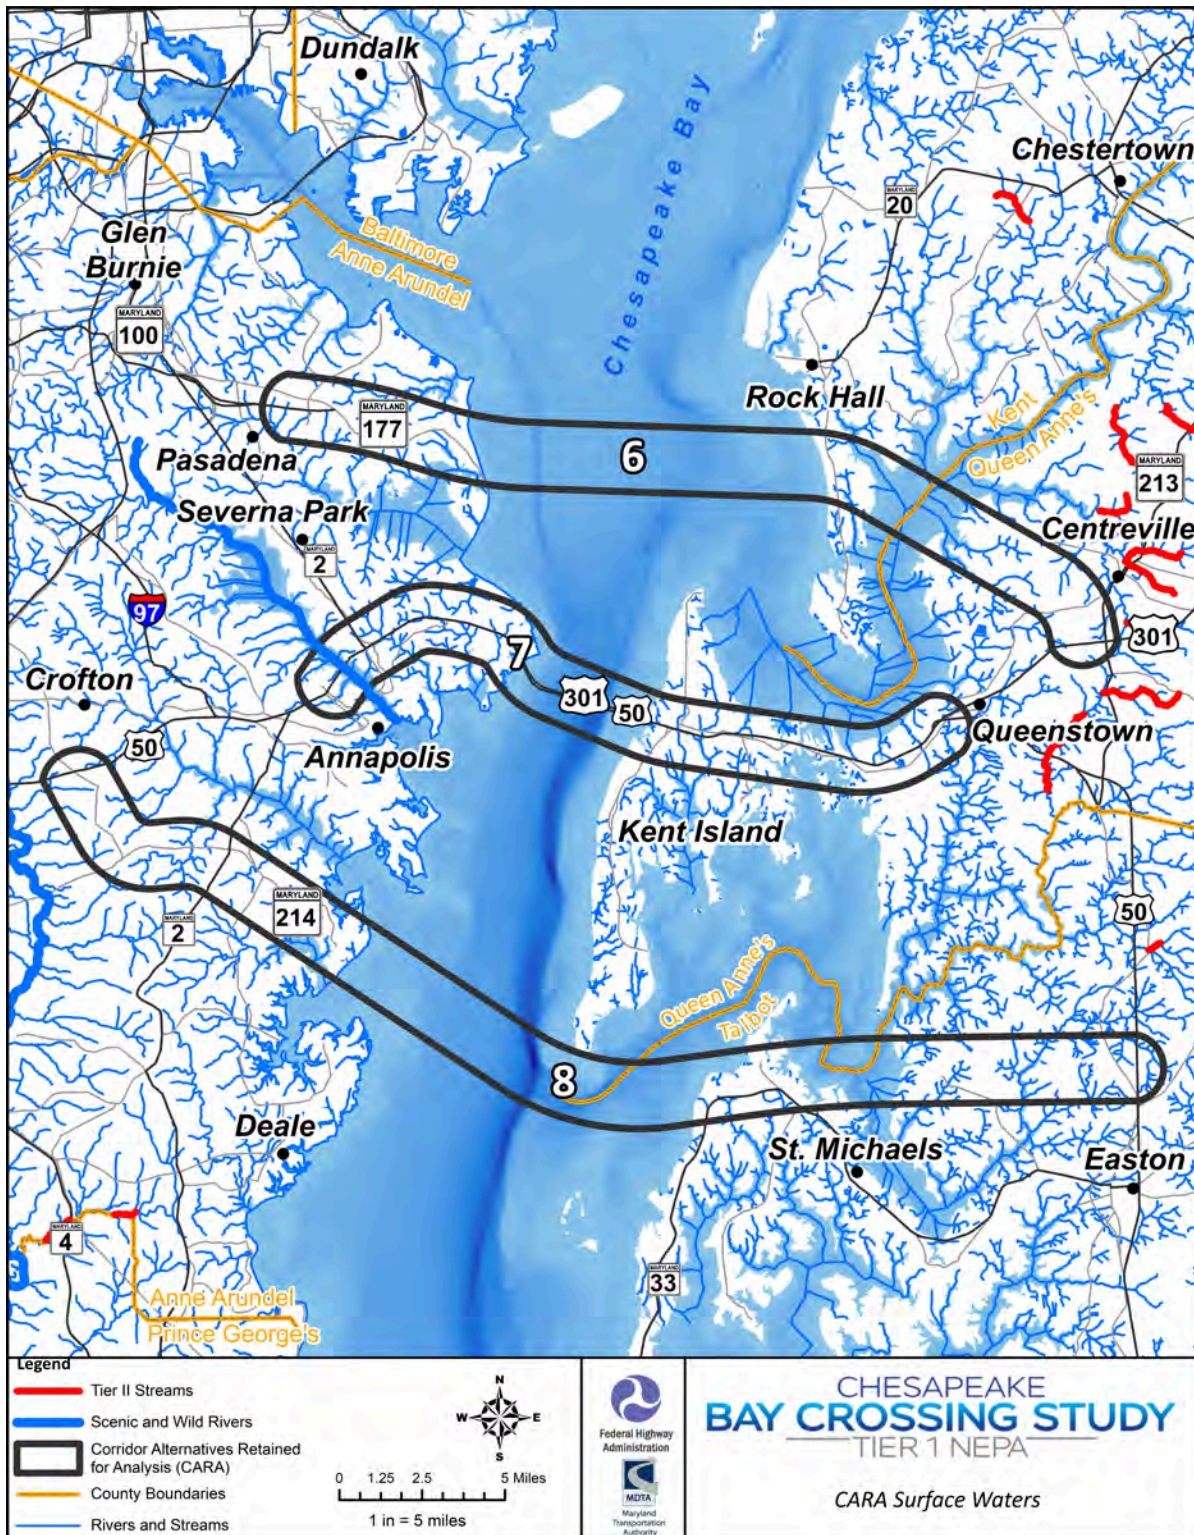 Dundalk
Chesapeake Bay
Chestertown
MARYLAND
20
Glen
Burnie
Baltimore
Anne Arundel
MARYLAND
100
Rock Hall
MARYLAND
177
Kent
Queen Anne's
Pasadena
6
MARYLAND
213
Severna Park
Centreville
MARYLAND
2
97
301
7
Crofton
301
50
Queenstown
50
Annapolis
Kent Island
MARYLAND
214
MARYLAND
2
50
Queen Anne's
Talbot
8
Deale
St. Michaels
Easton
MARYLAND
4
MARYLAND
33
Anne Arundel
Prince George's
Legend
Tier II Streams
Scenic and Wild Rivers
Corridor Alternatives Retained
for Analysis (CARA)
County Boundaries
Rivers and Streams
N
W E
S
0 1.25 2.5 5 Miles
1 in = 5 miles
Federal Highway
Administration
MDTA
Maryland
Transportation
Authority
CHESAPEAKE
BAY CROSSING STUDY
TIER 1 NEPA
CARA Surface Waters